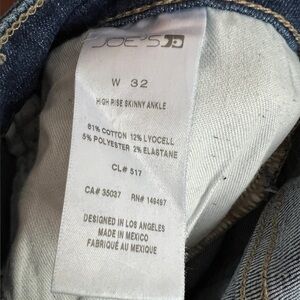 JOE'S
W 32
HIGH RISE SKINNY ANKLE
81% COTTON 12% LYOCELL
5% POLYESTER 2% ELASTANE
CL# 517
CA# 35037 RN# 149497
DESIGNED IN LOS ANGELES
MADE IN MEXICO
FABRIQUÉ AU MEXIQUE